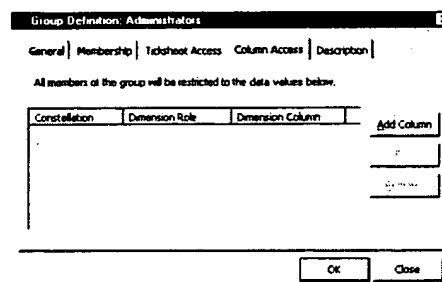 Group Definition: Administrators
General Membership Ticksheet Access Column Access Description
All members of the group will be restricted to the data values below.
Constellation Dimension Role Dimension Column
Add Column
OK Close